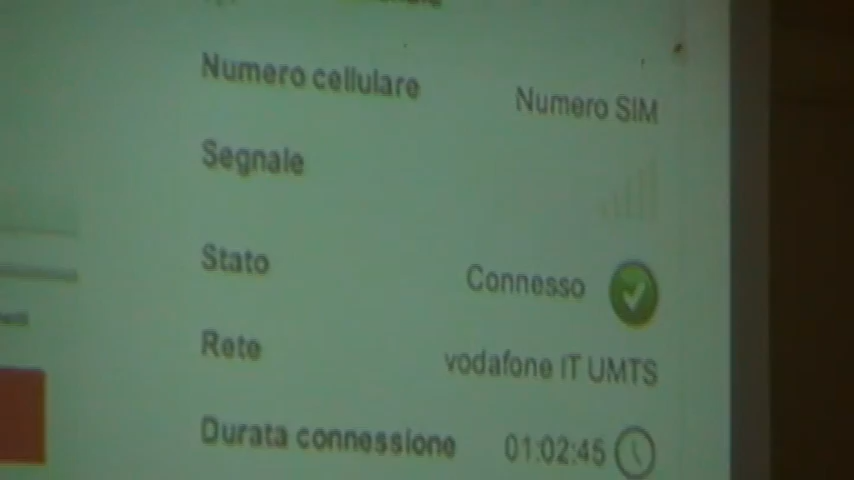 Numero cellulare Numero SIM
Segnale
Stato Connesso
Rete vodafone IT UMTS
Durata connessione 01:02:45